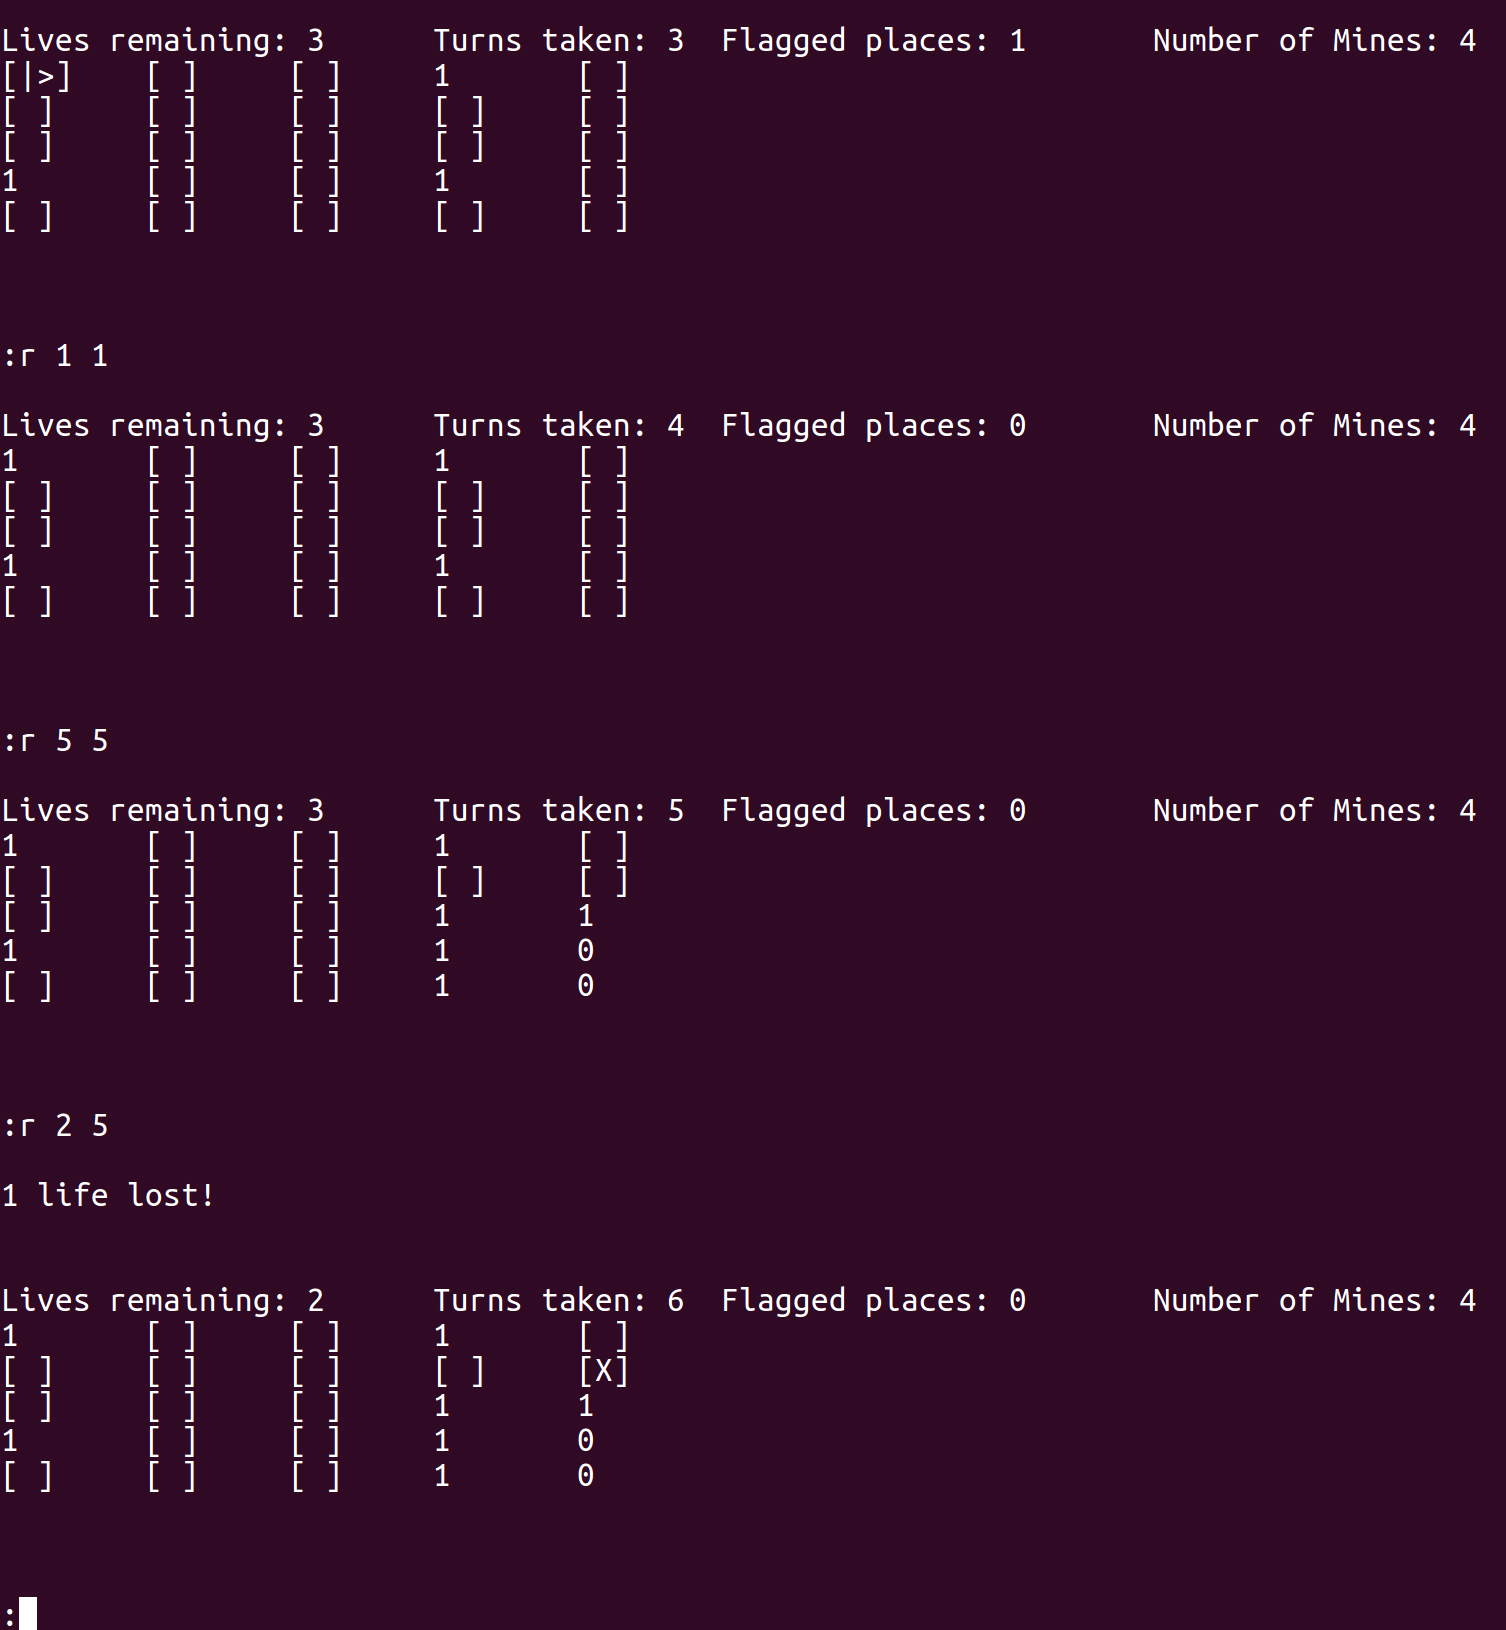 Lives remaining: 3      Turns taken: 3  Flagged places: 1       Number of Mines: 4
[|>]    [ ]     [ ]     1       [ ]
[ ]     [ ]     [ ]     [ ]     [ ]
[ ]     [ ]     [ ]     [ ]     [ ]
1       [ ]     [ ]     1       [ ]
[ ]     [ ]     [ ]     [ ]     [ ]
:r 1 1
Lives remaining: 3      Turns taken: 4  Flagged places: 0       Number of Mines: 4
1       [ ]     [ ]     1       [ ]
[ ]     [ ]     [ ]     [ ]     [ ]
[ ]     [ ]     [ ]     [ ]     [ ]
1       [ ]     [ ]     1       [ ]
[ ]     [ ]     [ ]     [ ]     [ ]
:r 5 5
Lives remaining: 3      Turns taken: 5  Flagged places: 0       Number of Mines: 4
1       [ ]     [ ]     1       [ ]
[ ]     [ ]     [ ]     [ ]     [ ]
[ ]     [ ]     [ ]     1       1
1       [ ]     [ ]     1       0
[ ]     [ ]     [ ]     1       0
:r 2 5
1 life lost!
Lives remaining: 2      Turns taken: 6  Flagged places: 0       Number of Mines: 4
1       [ ]     [ ]     1       [ ]
[ ]     [ ]     [ ]     [ ]     [X]
[ ]     [ ]     [ ]     1       1
1       [ ]     [ ]     1       0
[ ]     [ ]     [ ]     1       0
: